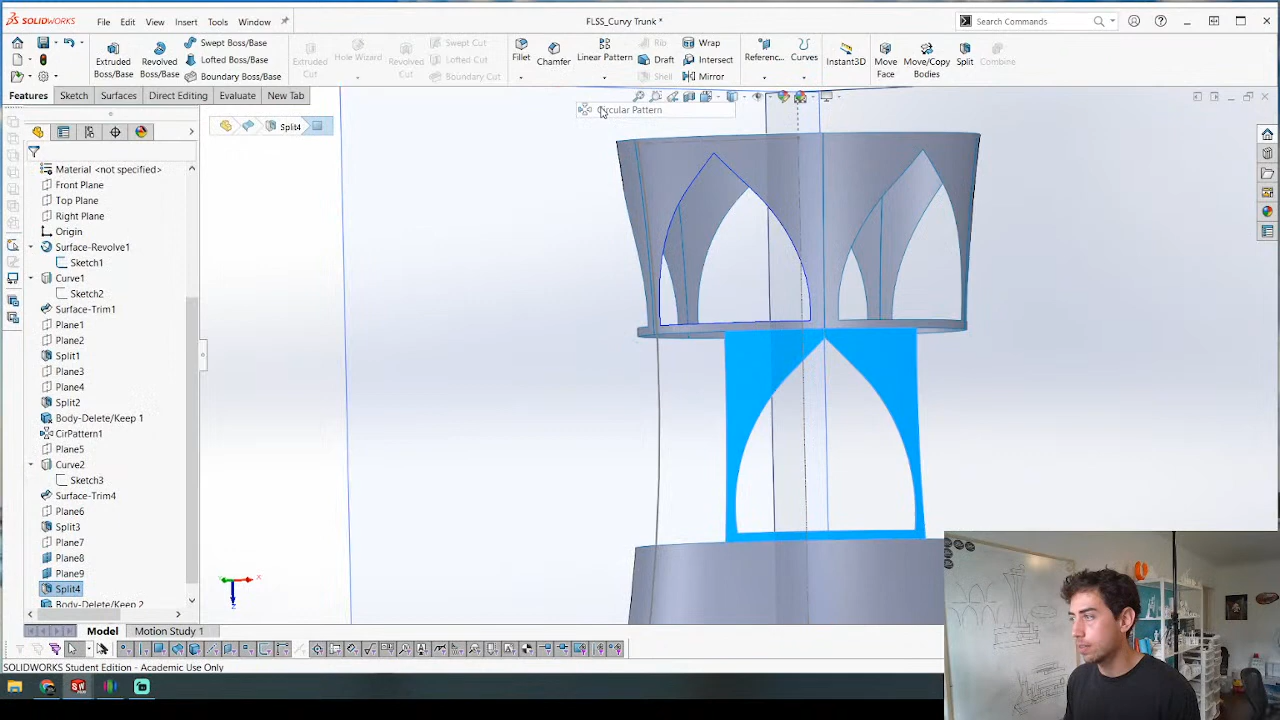 SOLIDWORKS
File
Edit
View
Insert
Tools
Window
FLSS_Curvy Trunk *
Search Commands
Extruded
Boss/Base
Revolved
Boss/Base
Swept Boss/Base
Lofted Boss/Base
Boundary Boss/Base
Extruded
Cut
Hole Wizard
Revolved
Cut
Swept Cut
Lofted Cut
Boundary Cut
Fillet
Chamfer
Linear Pattern
Rib
Draft
Shell
Wrap
Intersect
Mirror
Referenc...
Curves
Instant3D
Move
Face
Move/Copy
Bodies
Split
Combine
Features
Sketch
Surfaces
Direct Editing
Evaluate
New Tab
Circular Pattern
Split4
Material <not specified>
Front Plane
Top Plane
Right Plane
Origin
Surface-Revolve1
Sketch1
Curve1
Sketch2
Surface-Trim1
Plane1
Plane2
Split1
Plane3
Plane4
Split2
Body-Delete/Keep 1
CirPattern1
Plane5
Curve2
Sketch3
Surface-Trim4
Plane6
Split3
Plane7
Plane8
Plane9
Split4
Body-Delete/Keep 2
X
Z
Model
Motion Study 1
SOLIDWORKS Student Edition - Academic Use Only